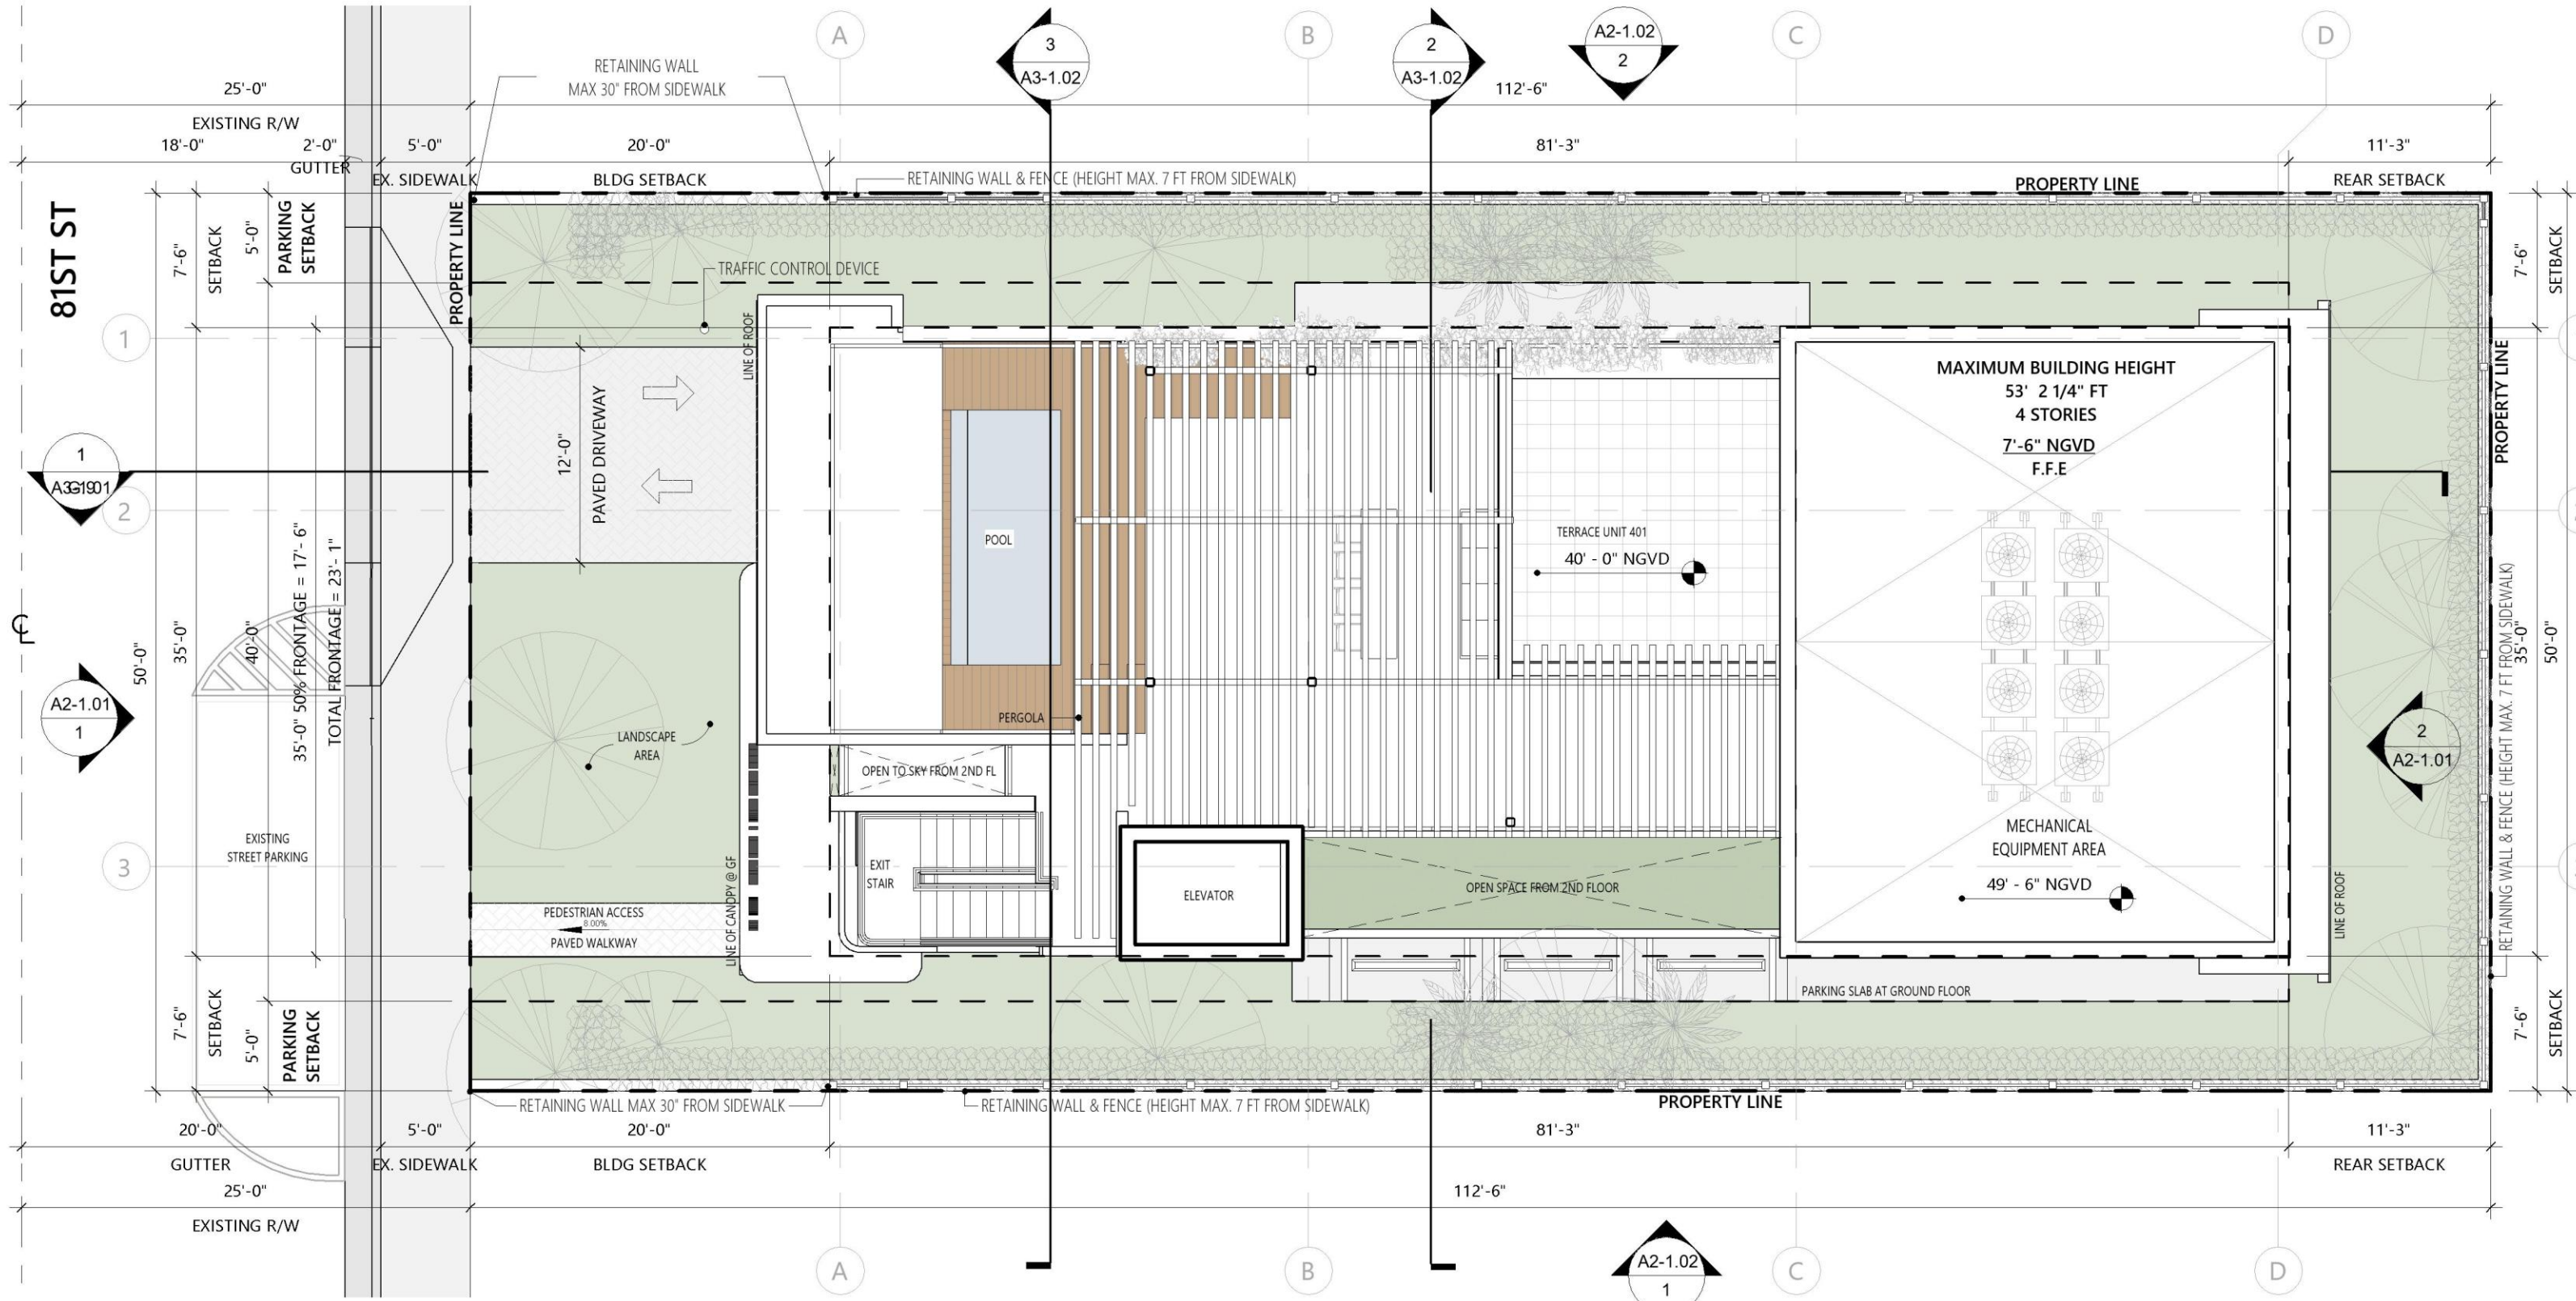 A
3
A3-1.02
B
2
A3-1.02
A2-1.02
2
C
D
RETAINING WALL
MAX 30" FROM SIDEWALK
25'-0"
112'-6"
EXISTING R/W
18'-0"
2'-0"
5'-0"
20'-0"
81'-3"
11'-3"
GUTTER
EX. SIDEWALK
BLDG SETBACK
RETAINING WALL & FENCE (HEIGHT MAX. 7 FT FROM SIDEWALK)
PROPERTY LINE
REAR SETBACK
81ST ST
7'-6"
SETBACK
5'-0"
PARKING
SETBACK
PROPERTY LINE
TRAFFIC CONTROL DEVICE
7'-6"
SETBACK
1
LINE OF ROOF
12'-0"
PAVED DRIVEWAY
MAXIMUM BUILDING HEIGHT
53' 2 1/4" FT
4 STORIES
7'-6" NGVD
F.F.E
PROPERTY LINE
1
2
POOL
TERRACE UNIT 401
40' - 0" NGVD
50'-0"
35'-0"
40'-0"
35'-0" 50% FRONTAGE = 17'- 6"
TOTAL FRONTAGE = 23'- 1"
A2-1.01
1
LANDSCAPE
AREA
PERGOLA
OPEN TO SKY FROM 2ND FL
RETAINING WALL & FENCE (HEIGHT MAX. 7 FT FROM SIDEWALK)
35'-0"
50'-0"
2
A2-1.01
EXISTING
STREET PARKING
3
EXIT
STAIR
ELEVATOR
OPEN SPACE FROM 2ND FLOOR
MECHANICAL
EQUIPMENT AREA
49' - 6" NGVD
LINE OF ROOF
LINE OF CANOPY @ GF
PEDESTRIAN ACCESS
8.00%
PAVED WALKWAY
PARKING SLAB AT GROUND FLOOR
7'-6"
SETBACK
5'-0"
PARKING
SETBACK
7'-6"
SETBACK
RETAINING WALL MAX 30" FROM SIDEWALK
RETAINING WALL & FENCE (HEIGHT MAX. 7 FT FROM SIDEWALK)
PROPERTY LINE
20'-0"
5'-0"
20'-0"
81'-3"
11'-3"
GUTTER
EX. SIDEWALK
BLDG SETBACK
REAR SETBACK
25'-0"
112'-6"
EXISTING R/W
A
B
A2-1.02
1
C
D